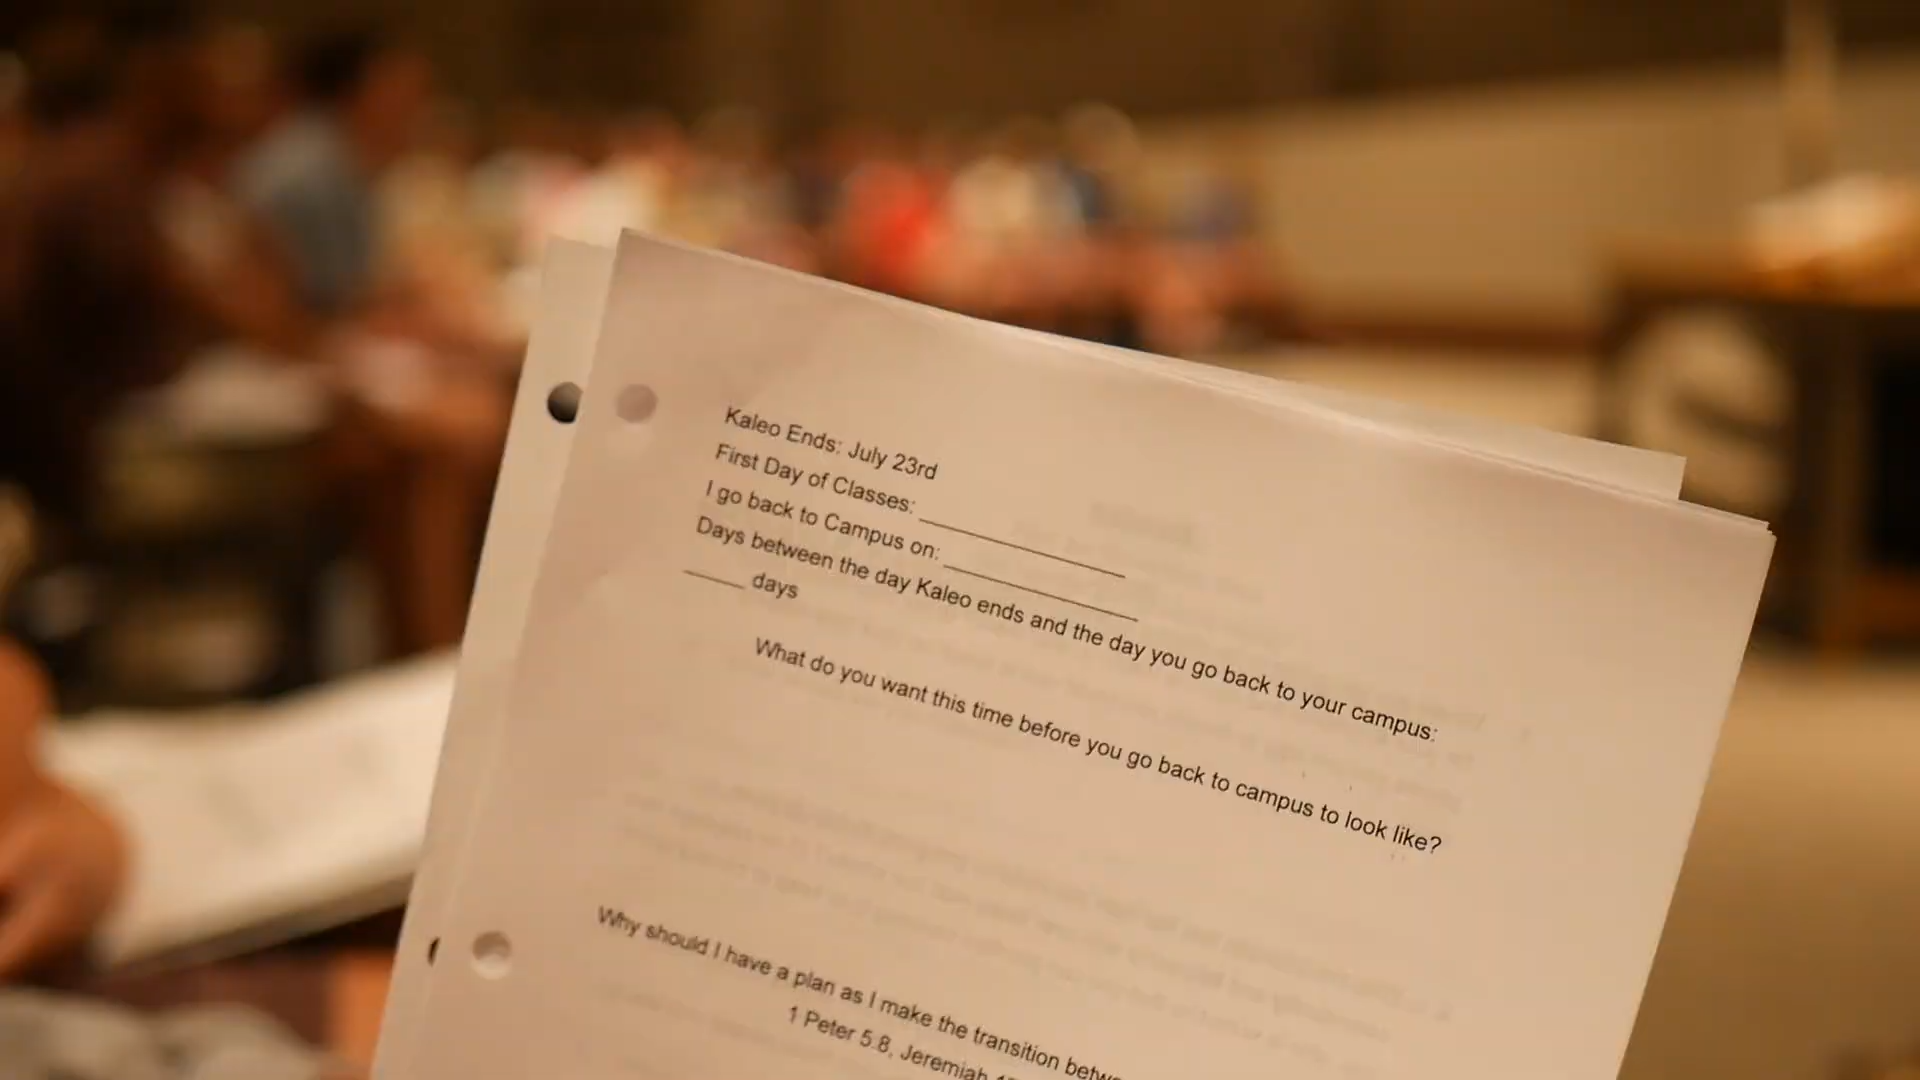 Kaleo Ends: July 23rd
First Day of Classes: ________________
I go back to Campus on: ________________
Days between the day Kaleo ends and the day you go back to your campus:
_____ days
What do you want this time before you go back to campus to look like?
Why should I have a plan as I make the transition
1 Peter 5:8, Jeremiah